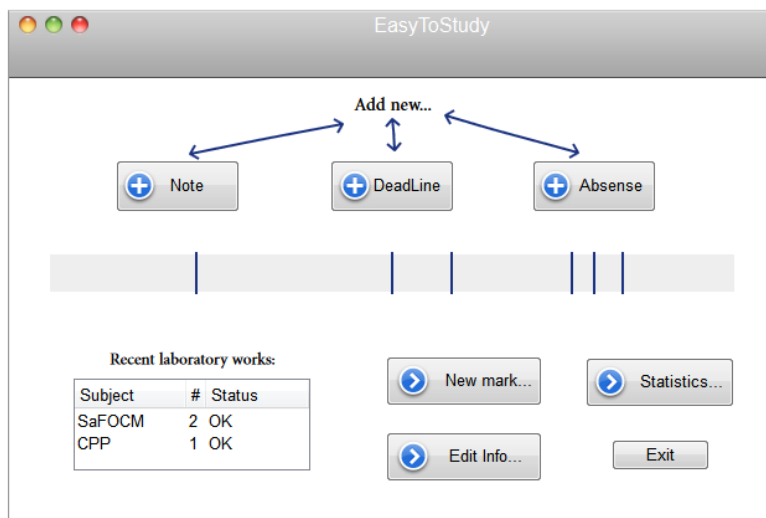 EasyToStudy
Add new...
Note
DeadLine
Absense
Recent laboratory works:
Subject # Status
SaFOCM 2 OK
CPP 1 OK
New mark...
Statistics...
Edit Info...
Exit